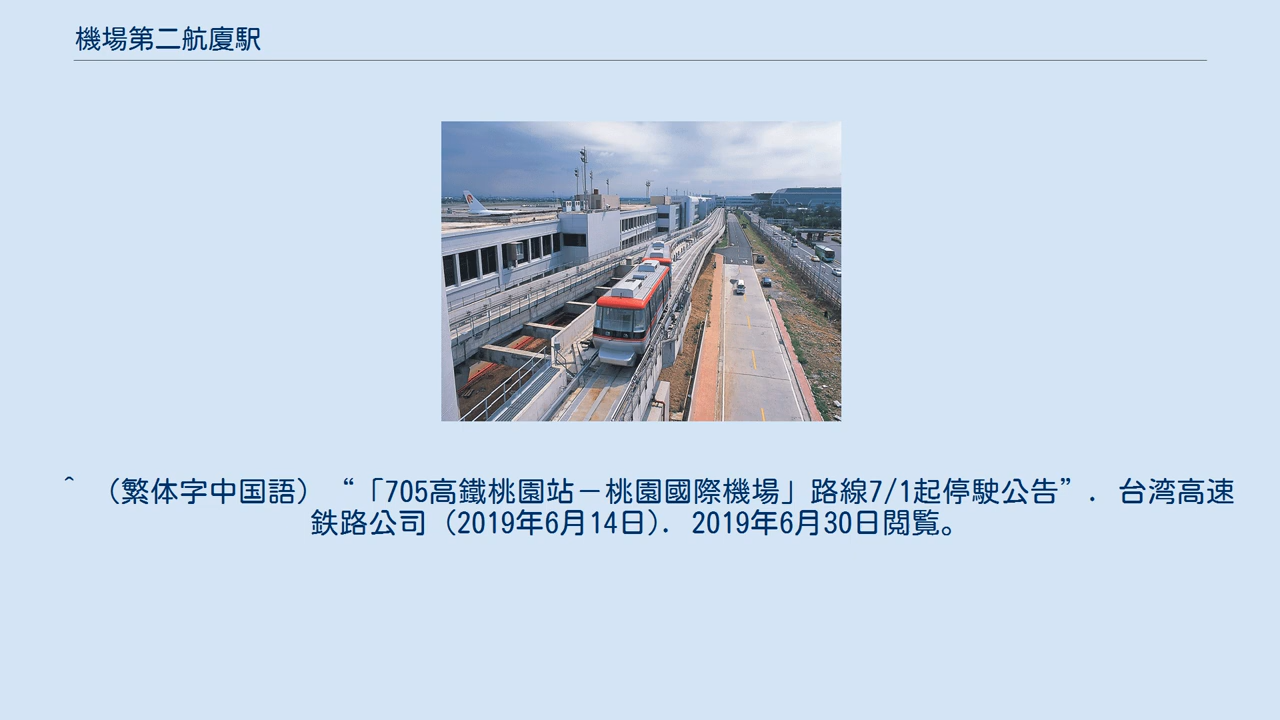 機場第二航廈駅
^ （繁体字中国語）“「705高鐵桃園站－桃園國際機場」路線7/1起停駛公告”. 台湾高速
鉄路公司 (2019年6月14日). 2019年6月30日閲覧。